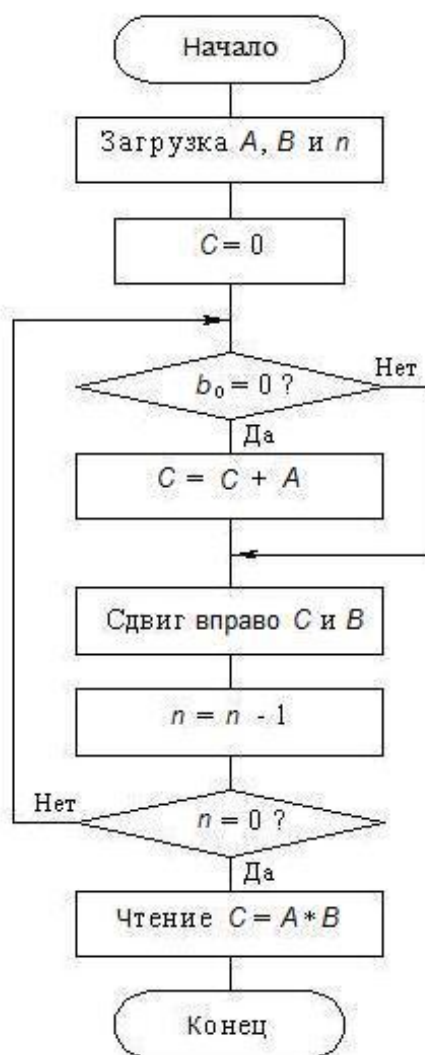 Начало
Загрузка A, B и n
C = 0
b₀ = 0 ?
Нет
Да
C = C + A
Сдвиг вправо C и B
n = n - 1
Нет
n = 0 ?
Да
Чтение C = A * B
Конец